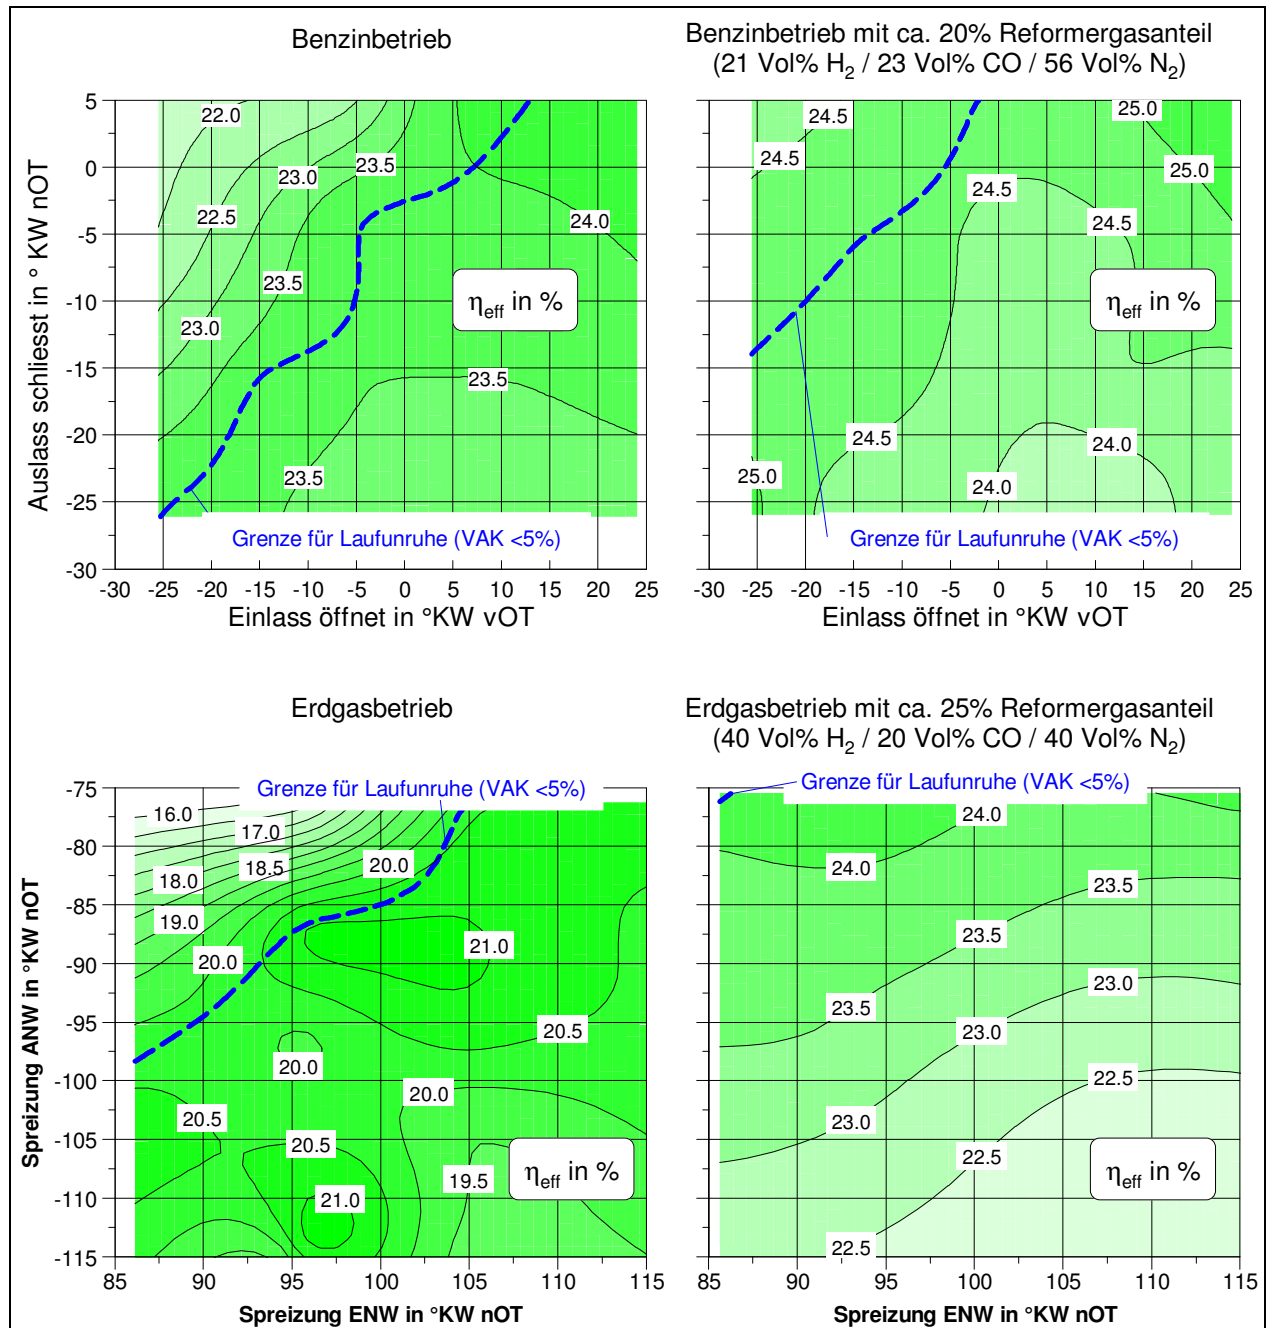 Benzinbetrieb
Benzinbetrieb mit ca. 20% Reformergasanteil
(21 Vol% H₂ / 23 Vol% CO / 56 Vol% N₂)
Auslass schliesst in ° KW nOT
5
0
-5
-10
-15
-20
-25
-30
22.0
23.5
23.0
22.5
24.0
23.5
23.0
23.5
23.5
ηeff in %
Grenze für Laufunruhe (VAK <5%)
-30 -25 -20 -15 -10 -5 0 5 10 15 20 25
Einlass öffnet in °KW vOT
24.5
25.0
24.5
25.0
24.5
24.5
24.5
24.0
25.0
24.0
ηeff in %
Grenze für Laufunruhe (VAK <5%)
-30 -25 -20 -15 -10 -5 0 5 10 15 20 25
Einlass öffnet in °KW vOT
Erdgasbetrieb
Erdgasbetrieb mit ca. 25% Reformergasanteil
(40 Vol% H₂ / 20 Vol% CO / 40 Vol% N₂)
Spreizung ANW in °KW nOT
-75
-80
-85
-90
-95
-100
-105
-110
-115
Grenze für Laufunruhe (VAK <5%)
16.0
17.0
18.5
20.0
18.0
19.0
20.0
21.0
20.5
20.0
20.0
20.5
20.5
19.5
21.0
ηeff in %
85 90 95 100 105 110 115
Spreizung ENW in °KW nOT
Grenze für Laufunruhe (VAK <5%)
24.0
24.0
23.5
23.5
23.0
23.5
23.0
22.5
23.0
22.5
22.5
ηeff in %
85 90 95 100 105 110 115
Spreizung ENW in °KW nOT